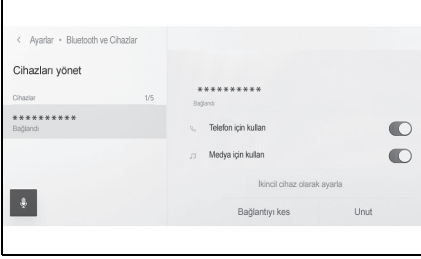 Ayarlar • Bluetooth ve Cihazlar
Cihazları yönet
Cihazlar 1/5
**********
Bağlandı
**********
Bağlandı
Telefon için kullan
Medya için kullan
İkincil cihaz olarak ayarla
Bağlantıyı kes Unut